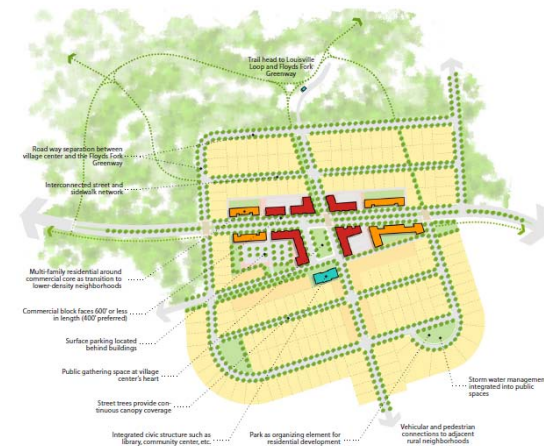 Trail head to Louisville
Loop and Floyds Fork
Greenway
Road way separation between
village center and the Floyds Fork
Greenway
Interconnected street and
sidewalk network
Multi-family residential around
commercial core as transition to
lower-density neighborhoods
Commercial block faces 600' or less
in length (400' preferred)
Surface parking located
behind buildings
Public gathering space at village
center's heart
Street trees provide con-
tinuous canopy coverage
Integrated civic structure such as
library, community center, etc.
Park as organizing element for
residential development
Vehicular and pedestrian
connections to adjacent
rural neighborhoods
Storm water management
integrated into public
spaces